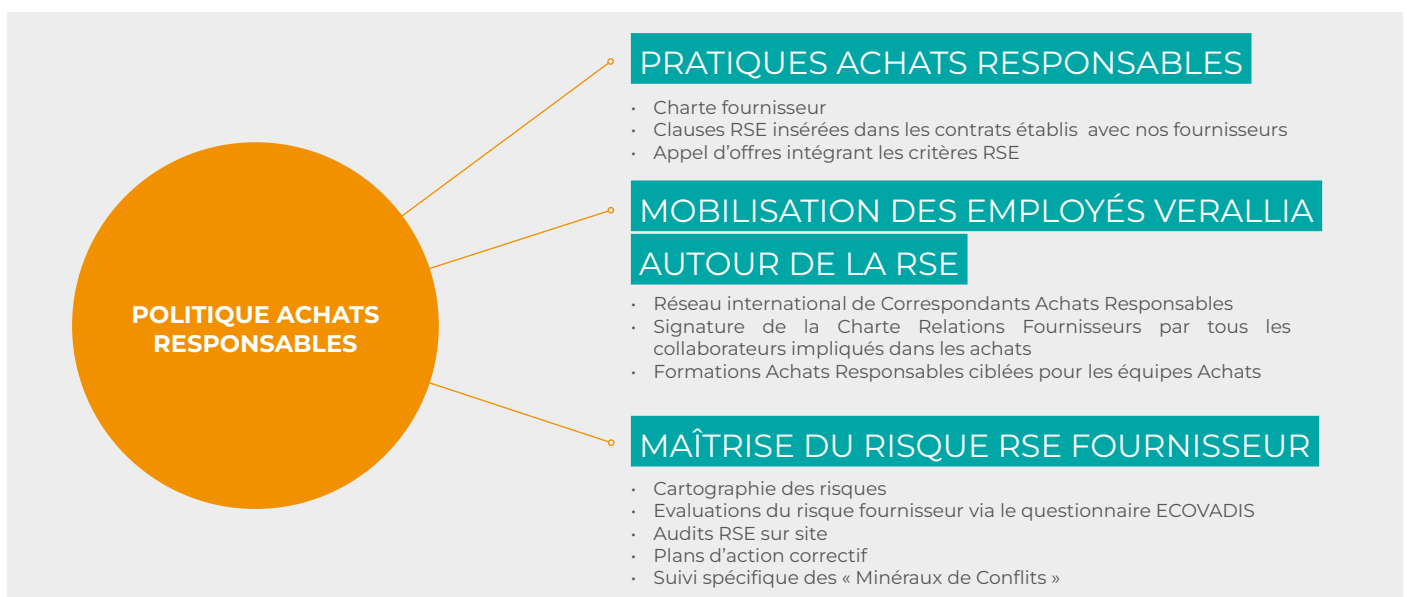 PRATIQUES ACHATS RESPONSABLES
• Charte fournisseur
• Clauses RSE insérées dans les contrats établis avec nos fournisseurs
• Appel d’offres intégrant les critères RSE
MOBILISATION DES EMPLOYÉS VERALLIA
AUTOUR DE LA RSE
POLITIQUE ACHATS
RESPONSABLES
• Réseau international de Correspondants Achats Responsables
• Signature de la Charte Relations Fournisseurs par tous les
collaborateurs impliqués dans les achats
• Formations Achats Responsables ciblées pour les équipes Achats
MAÎTRISE DU RISQUE RSE FOURNISSEUR
• Cartographie des risques
• Evaluations du risque fournisseur via le questionnaire ECOVADIS
• Audits RSE sur site
• Plans d’action correctif
• Suivi spécifique des « Minéraux de Conflits »